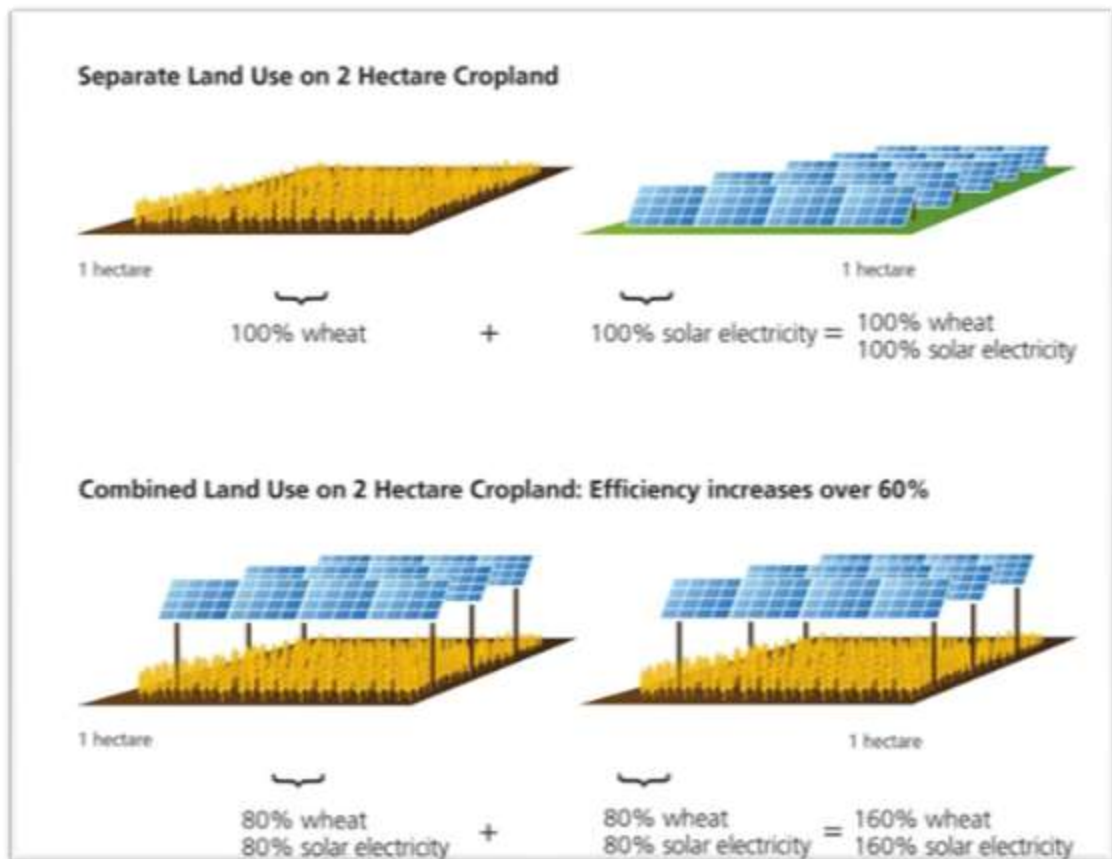 Separate Land Use on 2 Hectare Cropland
1 hectare
1 hectare
100% wheat + 100% solar electricity = 100% wheat
100% solar electricity
Combined Land Use on 2 Hectare Cropland: Efficiency increases over 60%
1 hectare
1 hectare
80% wheat
80% solar electricity
+
80% wheat
80% solar electricity
=
160% wheat
160% solar electricity